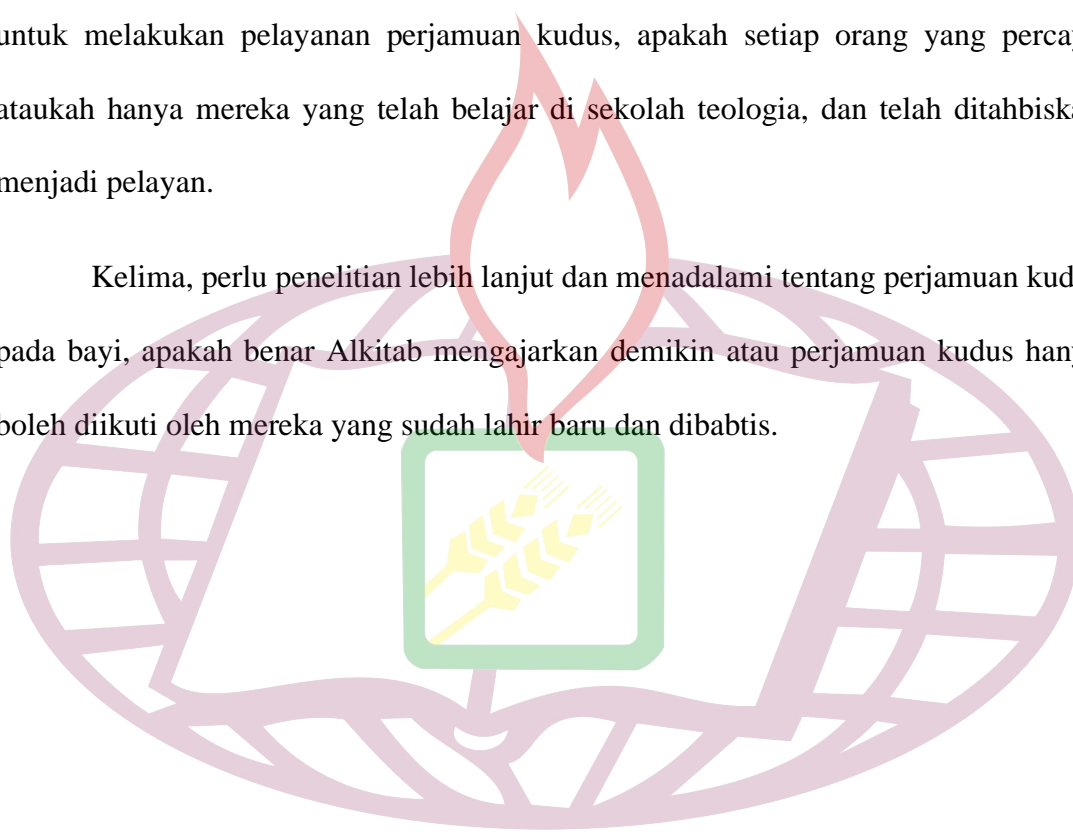 untuk melakukan pelayanan perjamuan kudus, apakah setiap orang yang percay
ataukah hanya mereka yang telah belajar di sekolah teologia, dan telah ditahbiska
menjadi pelayan.
Kelima, perlu penelitian lebih lanjut dan menadalami tentang perjamuan kud
pada bayi, apakah benar Alkitab mengajarkan demikin atau perjamuan kudus hany
boleh diikuti oleh mereka yang sudah lahir baru dan dibabtis.